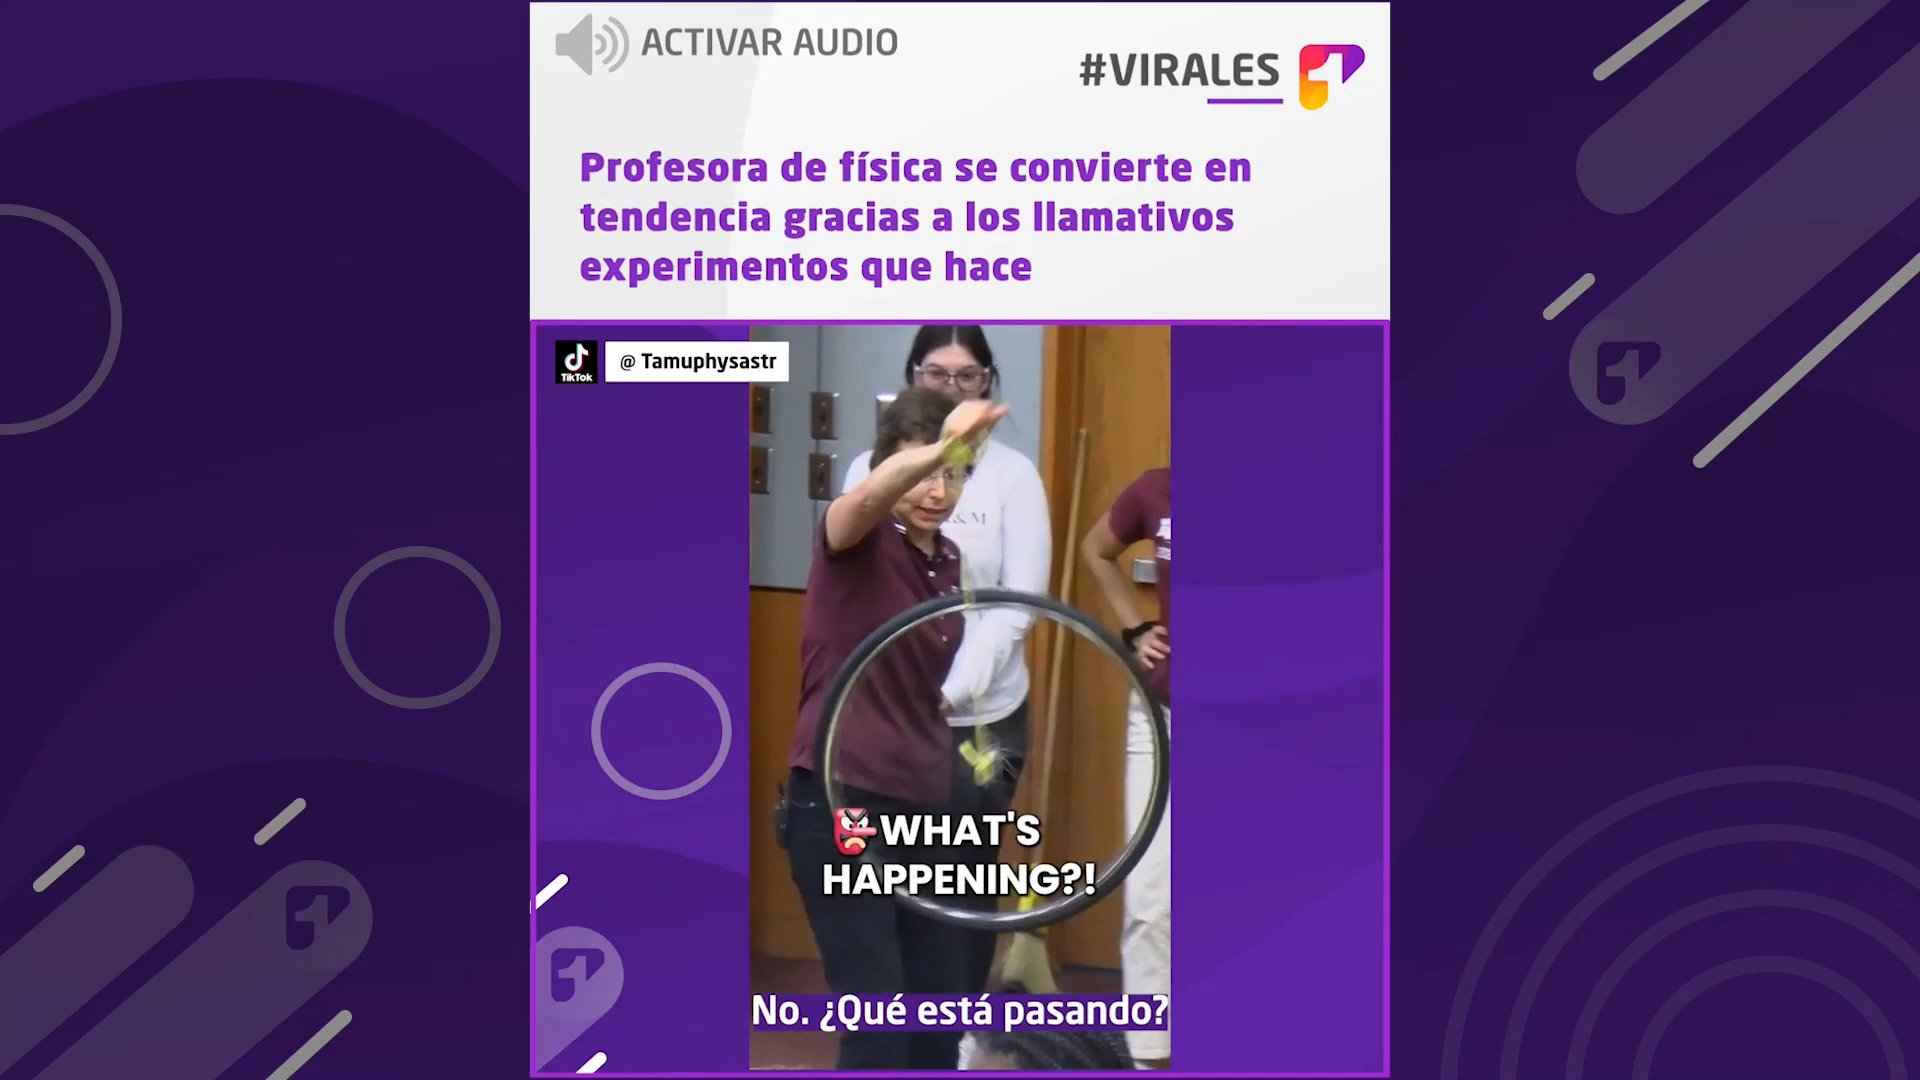 ACTIVAR AUDIO
#VIRALES
Profesora de física se convierte en
tendencia gracias a los llamativos
experimentos que hace
TikTok
@ Tamuphysastr
&M
WHAT'S
HAPPENING?!
No. ¿Qué está pasando?